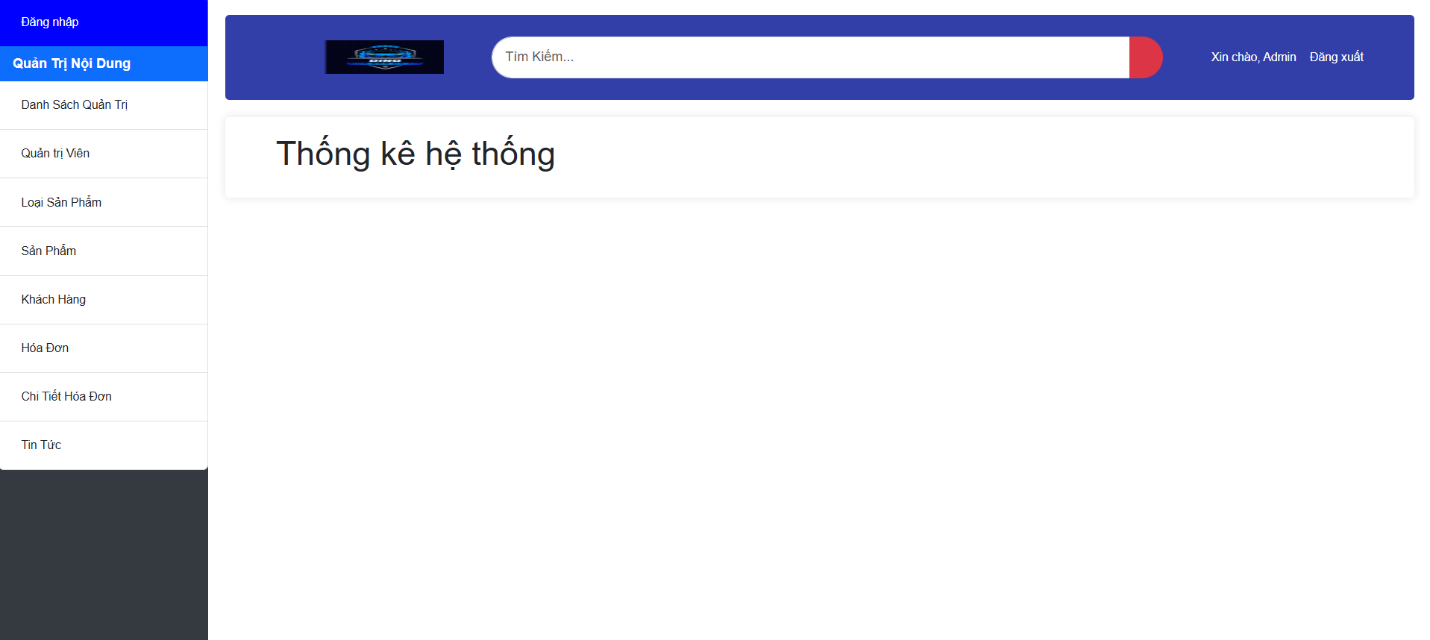 Đăng nhập
Quản Trị Nội Dung
Danh Sách Quản Trị
Quản trị Viên
Loại Sản Phẩm
Sản Phẩm
Khách Hàng
Hóa Đơn
Chi Tiết Hóa Đơn
Tin Tức
DINO
Tìm Kiếm...
Xin chào, Admin
Đăng xuất
Thống kê hệ thống